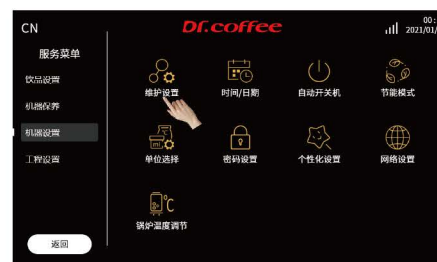 CN
Dr.coffee
00:
2021/01/
服务菜单
饮品设置
机器保养
机器设置
工程设置
返回
维护设置
时间/日期
自动开关机
节能模式
单位选择
密码设置
个性化设置
网络设置
锅炉温度调节
ml
°C